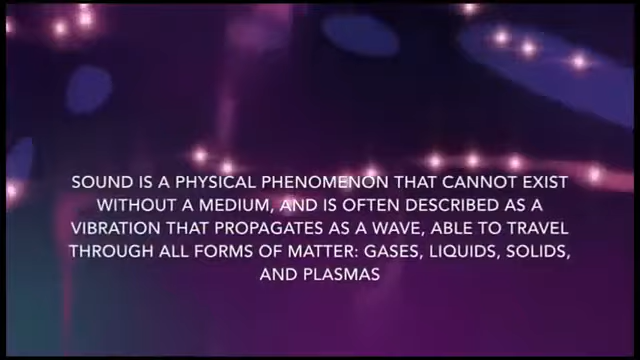 SOUND IS A PHYSICAL PHENOMENON THAT CANNOT EXIST
WITHOUT A MEDIUM, AND IS OFTEN DESCRIBED AS A
VIBRATION THAT PROPAGATES AS A WAVE, ABLE TO TRAVEL
THROUGH ALL FORMS OF MATTER: GASES, LIQUIDS, SOLIDS,
AND PLASMAS